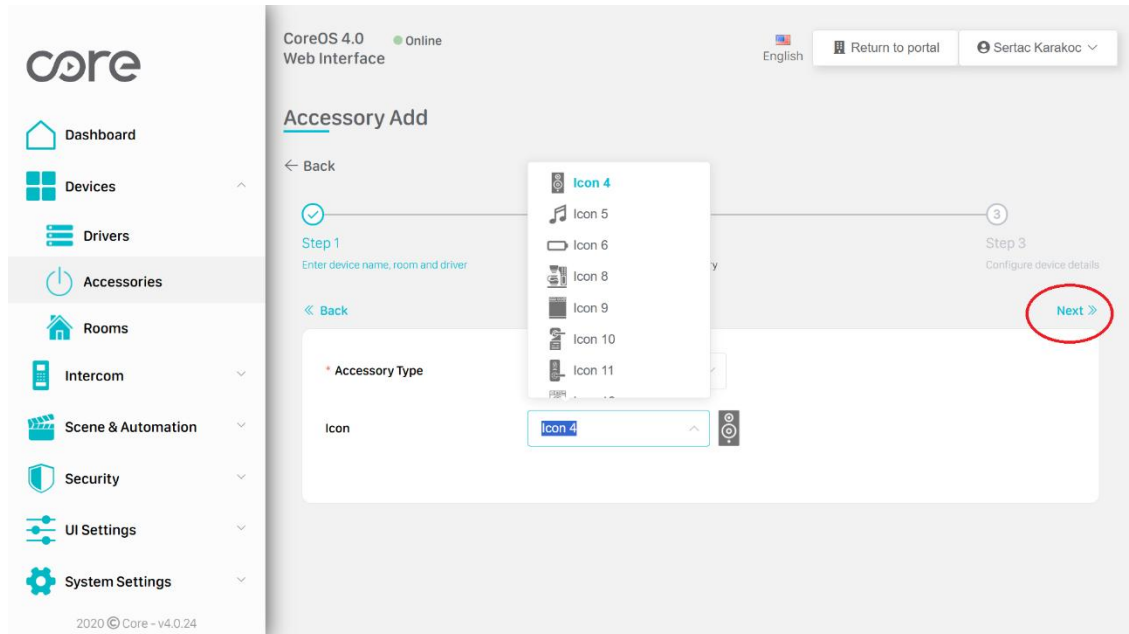 core
CoreOS 4.0 Online
Web Interface
English
Return to portal
Sertac Karakoc
Dashboard
Devices
Drivers
Accessories
Rooms
Intercom
Scene & Automation
Security
UI Settings
System Settings
2020 © Core - v4.0.24
Accessory Add
← Back
Step 1
Enter device name, room and driver
y
3
Step 3
Configure device details
« Back
Next »
Icon 4
Icon 5
Icon 6
Icon 8
Icon 9
Icon 10
Icon 11
* Accessory Type
Icon
Icon 4